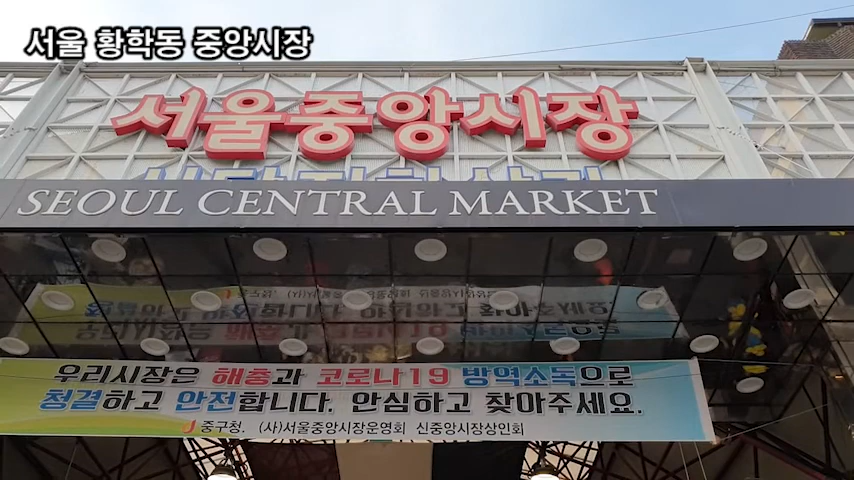 서울 황학동 중앙시장
서울중앙시장
SEOUL CENTRAL MARKET
우리시장은 해충과 코로나19 방역소독으로
청결하고 안전합니다. 안심하고 찾아주세요.
중구청. (사)서울중앙시장운영회 신중앙시장상인회